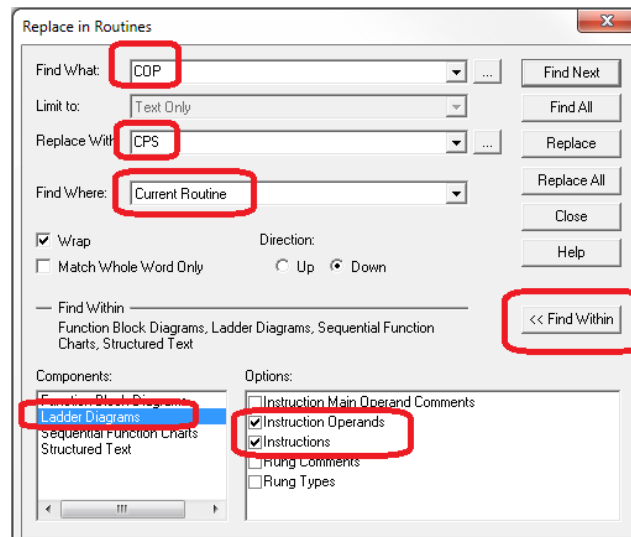 Replace in Routines
Find What: COP ... Find Next
Limit to: Text Only Find All
Replace With CPS ... Replace
Find Where: Current Routine Replace All
Close
Wrap Direction:
Match Whole Word Only Up Down Help
Find Within << Find Within
Function Block Diagrams, Ladder Diagrams, Sequential Function
Charts, Structured Text
Components: Options:
Function Block Diagrams Instruction Main Operand Comments
Ladder Diagrams Instruction Operands
Sequential Function Charts Instructions
Structured Text Rung Comments
Rung Types